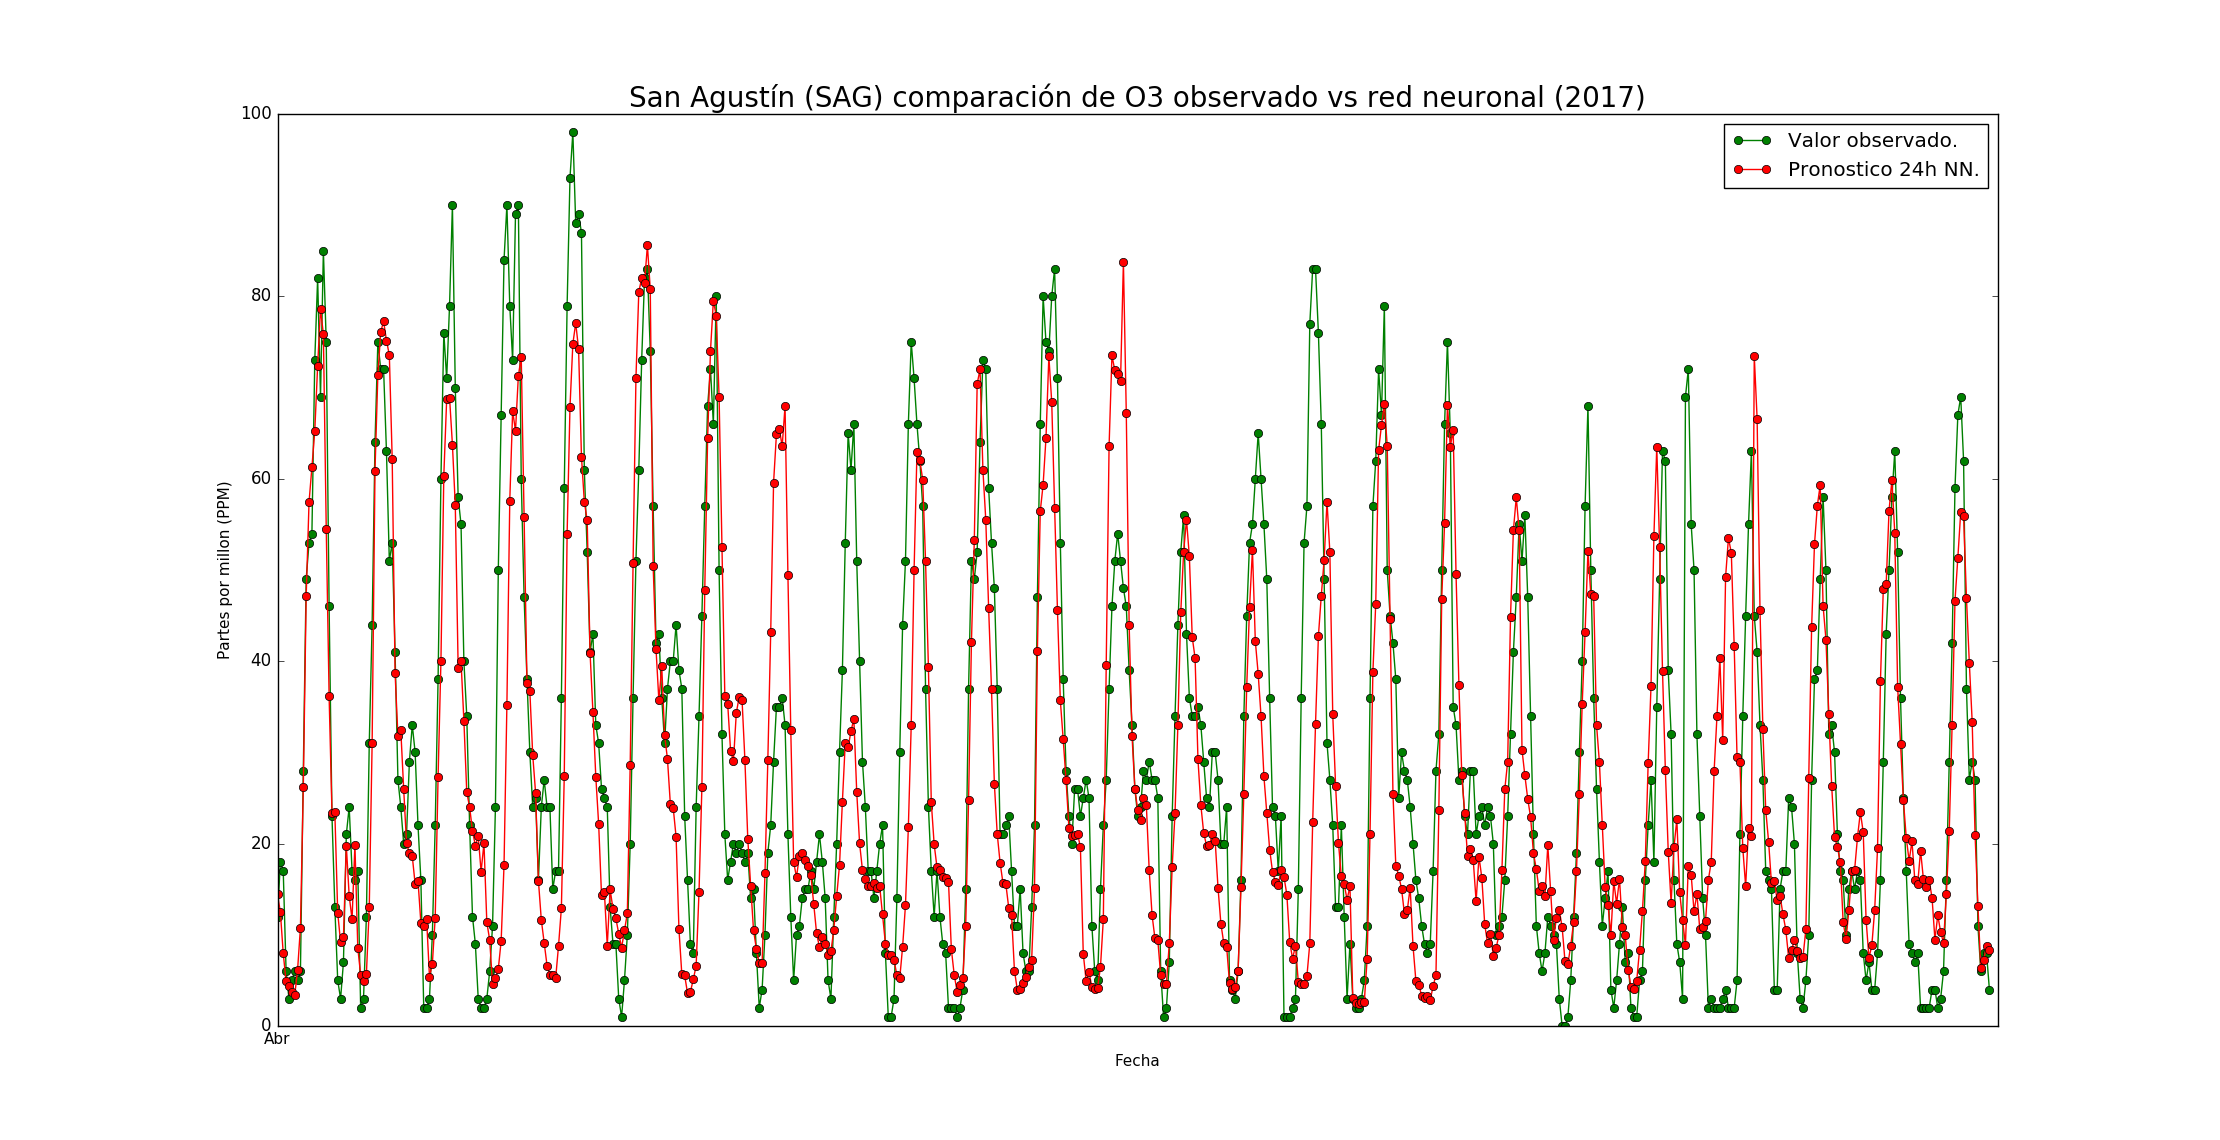 San Agustín (SAG) comparación de O3 observado vs red neuronal (2017)
100
80
60
40
20
0
Partes por millon (PPM)
Valor observado.
Pronostico 24h NN.
Abr
Fecha